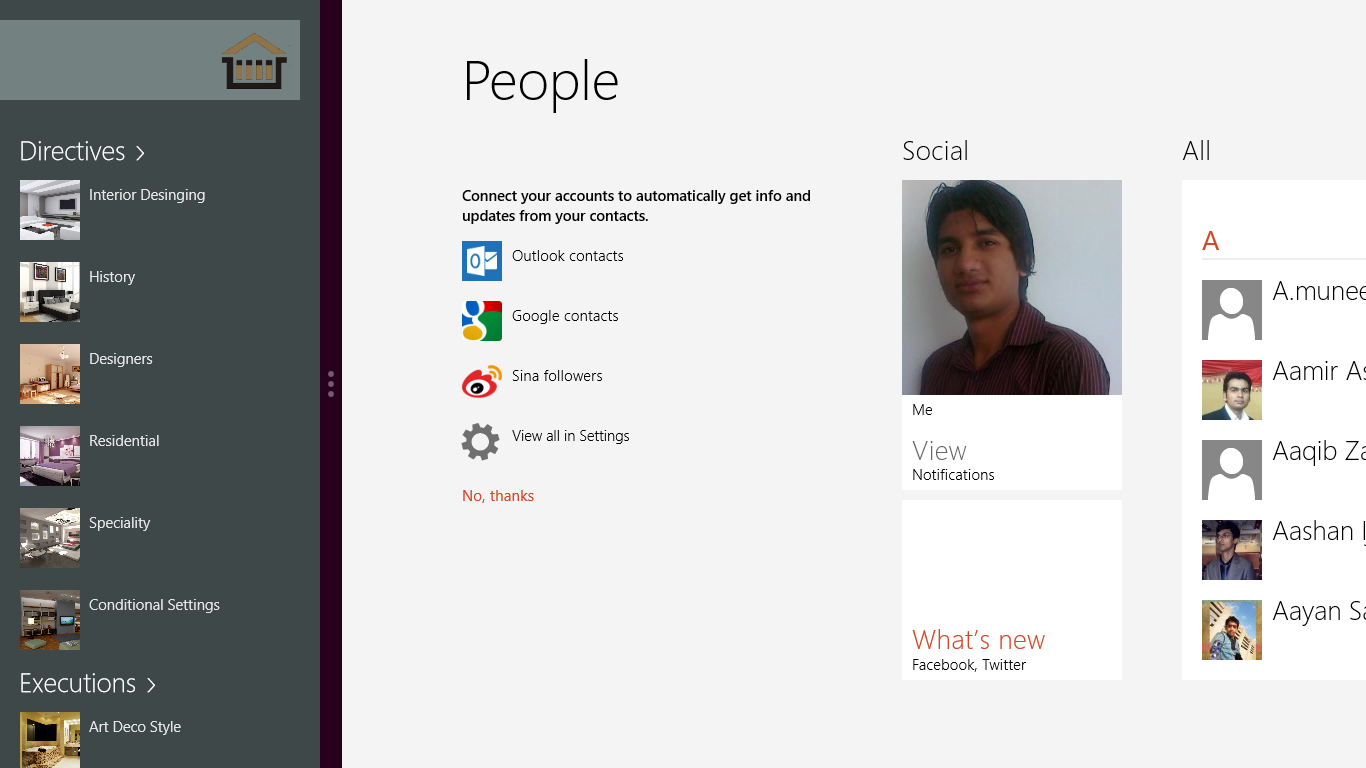 Directives >
Interior Desinging
History
Designers
Residential
Speciality
Conditional Settings
Executions >
Art Deco Style
People
Connect your accounts to automatically get info and
updates from your contacts.
Outlook contacts
Google contacts
Sina followers
View all in Settings
No, thanks
Social
Me
View
Notifications
What's new
Facebook, Twitter
All
A
A.mune
Aamir As
Aaqib Za
Aashan
Aayan Sa